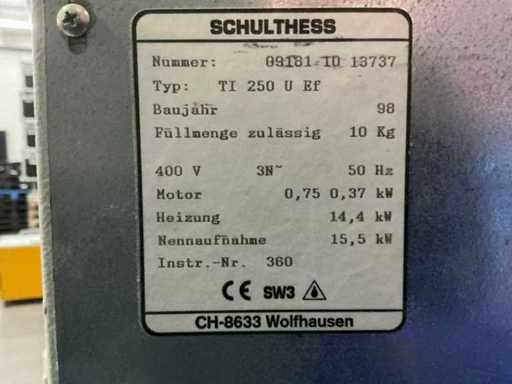 SCHULTHESS
Nummer: 09181 10 13737
Typ: TI 250 U Ef
Baujahr 98
Füllmenge zulässig 10 Kg
400 V 3N~ 50 Hz
Motor 0,75 0,37 kW
Heizung 14,4 kW
Nennaufnahme 15,5 kW
Instr.-Nr. 360
CE SW3
CH-8633 Wolfhausen